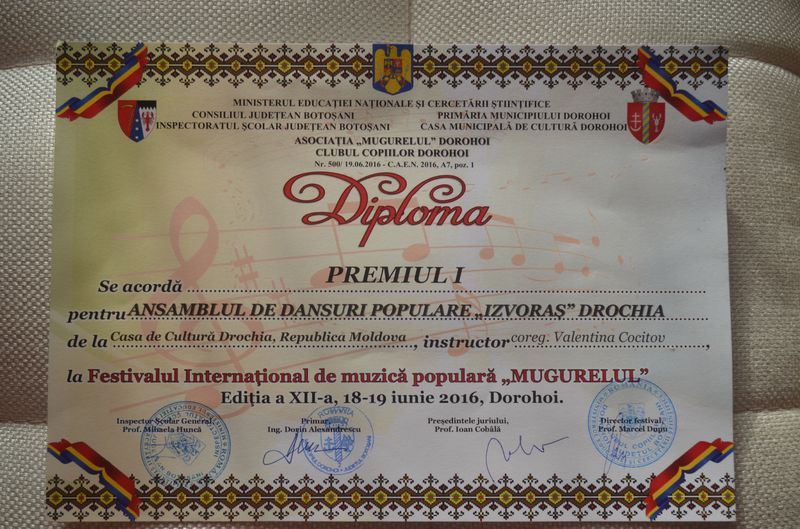 MINISTERUL EDUCAȚIEI NAȚIONALE ȘI CERCETĂRII ȘTIINȚIFICE
CONSILIUL JUDEȚEAN BOTOȘANI
PRIMĂRIA MUNICIPIULUI DOROHOI
INSPECTORATUL ȘCOLAR JUDEȚEAN BOTOȘANI
CASA MUNICIPALĂ DE CULTURĂ DOROHOI
ASOCIAȚIA „MUGURELUL” DOROHOI
CLUBUL COPIILOR DOROHOI
Nr. 500/ 19.06.2016 - C.A.E.N. 2016, A7, poz. 1
Diploma
Se acordă PREMIUL I
pentru ANSAMBLUL DE DANSURI POPULARE „IZVORAȘ” DROCHIA
de la Casa de Cultură Drochia, Republica Moldova, instructor coreg. Valentina Cocitov,
la Festivalul Internațional de muzică populară „MUGURELUL”
Ediția a XII-a, 18-19 iunie 2016, Dorohoi.
Inspector Școlar General, Primar, Președintele juriului, Director festival,
Prof. Mihaela Huncă Ing. Dorin Alexandrescu Prof. Ioan Cobâlă Prof. Marcel Dupu